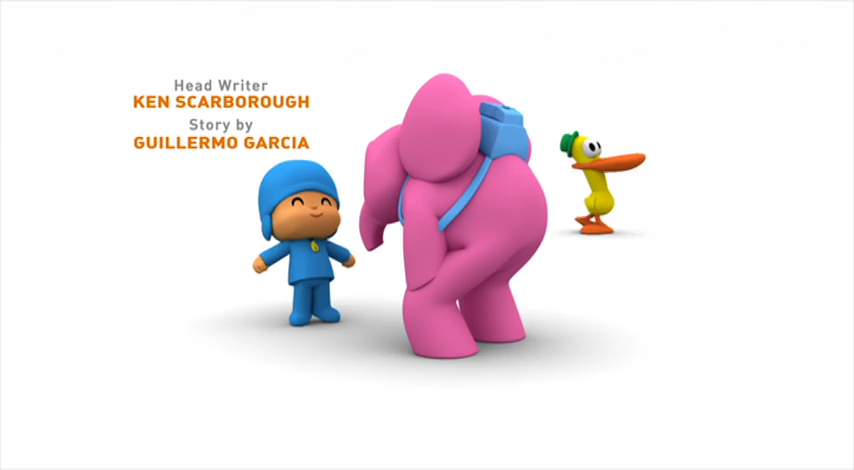 Head Writer
KEN SCARBOROUGH
Story by
GUILLERMO GARCIA